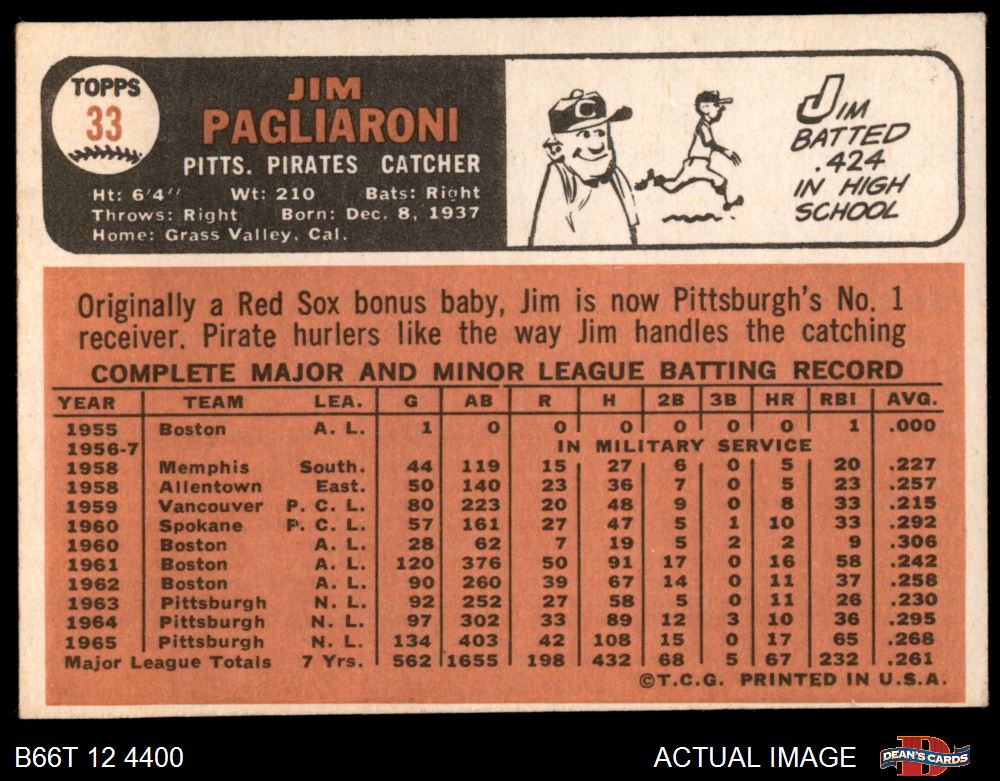 TOPPS
33
JIM
PAGLIARONI
PITTS. PIRATES CATCHER
Ht: 6'4'' Wt: 210 Bats: Right
Throws: Right Born: Dec. 8, 1937
Home: Grass Valley, Cal.
C
JIM
BATTED
.424
IN HIGH
SCHOOL
Originally a Red Sox bonus baby, Jim is now Pittsburgh's No. 1
receiver. Pirate hurlers like the way Jim handles the catching
COMPLETE MAJOR AND MINOR LEAGUE BATTING RECORD
YEAR TEAM LEA. G AB R H 2B 3B HR RBI AVG.
1955 Boston A. L. 1 0 0 0 0 0 0 1 .000
1956-7 IN MILITARY SERVICE
1958 Memphis South. 44 119 15 27 6 0 5 20 .227
1958 Allentown East. 50 140 23 36 7 0 5 23 .257
1959 Vancouver P. C. L. 80 223 20 48 9 0 8 33 .215
1960 Spokane P. C. L. 57 161 27 47 5 1 10 33 .292
1960 Boston A. L. 28 62 7 19 5 2 2 9 .306
1961 Boston A. L. 120 376 50 91 17 0 16 58 .242
1962 Boston A. L. 90 260 39 67 14 0 11 37 .258
1963 Pittsburgh N. L. 92 252 27 58 5 0 11 26 .230
1964 Pittsburgh N. L. 97 302 33 89 12 3 10 36 .295
1965 Pittsburgh N. L. 134 403 42 108 15 0 17 65 .268
Major League Totals 7 Yrs. 562 1655 198 432 68 5 67 232 .261
©T.C.G. PRINTED IN U.S.A.
B66T 12 4400
ACTUAL IMAGE
DEAN'S CARDS